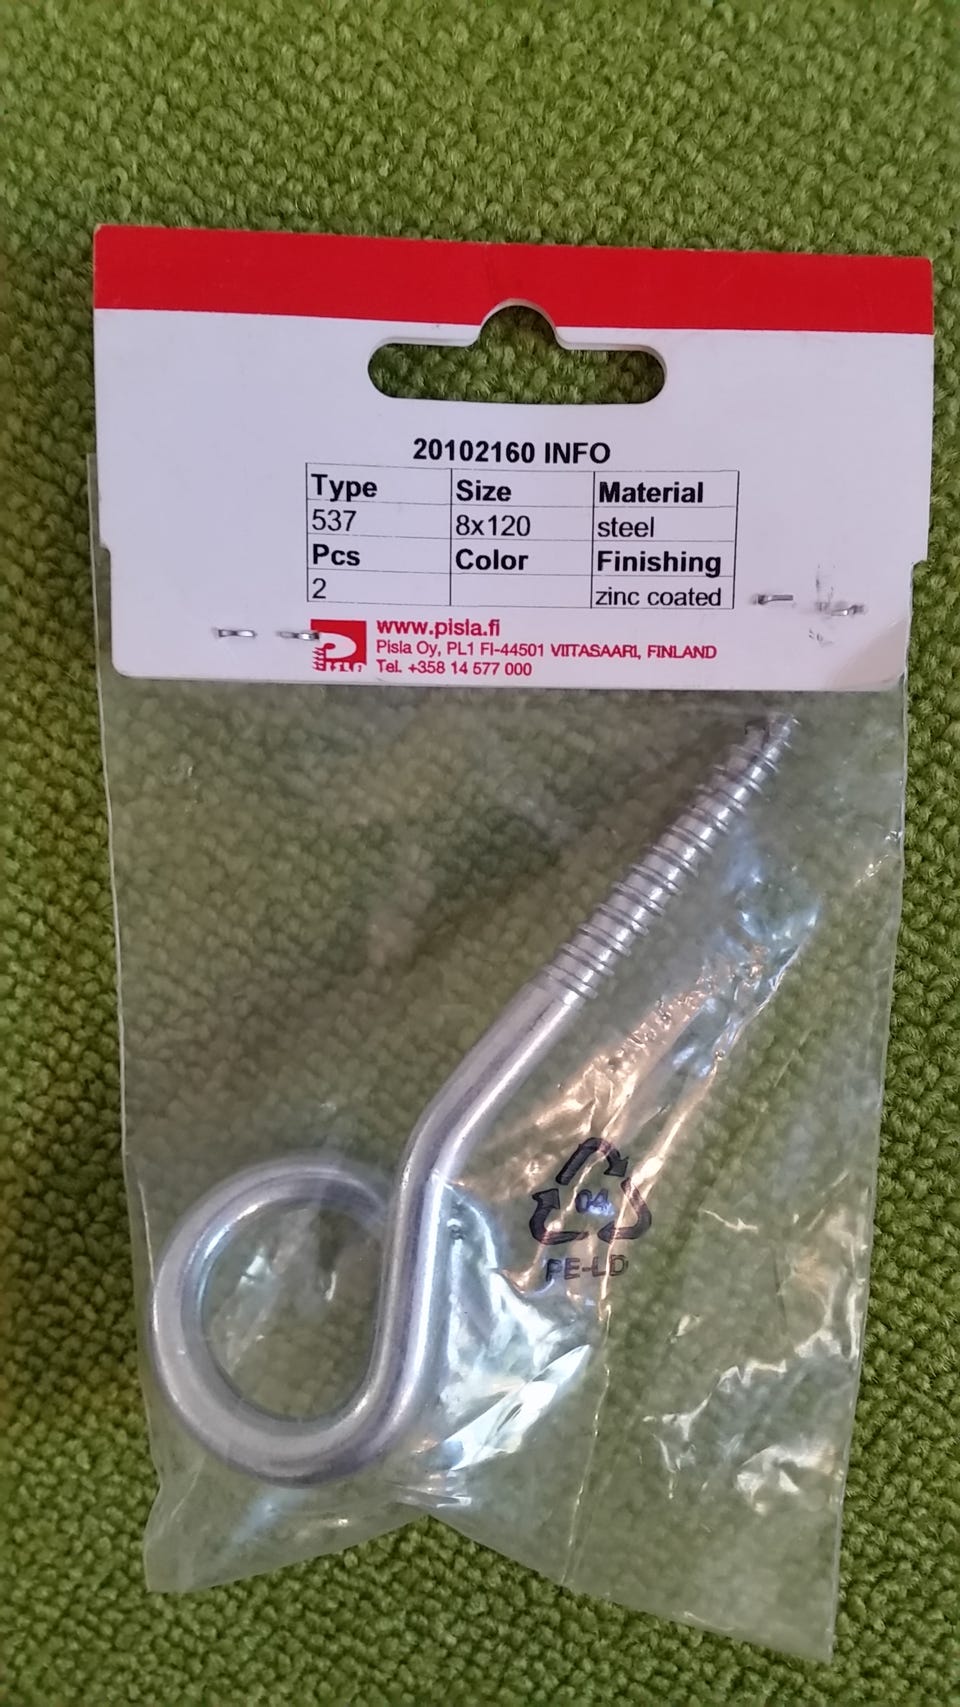 20102160 INFO
Type Size Material
537 8x120 steel
Pcs Color Finishing
2 zinc coated
www.pisla.fi
Pisla Oy, PL1 FI-44501 VIITASAARI, FINLAND
PISLA Tel. +358 14 577 000
04
PE-LD